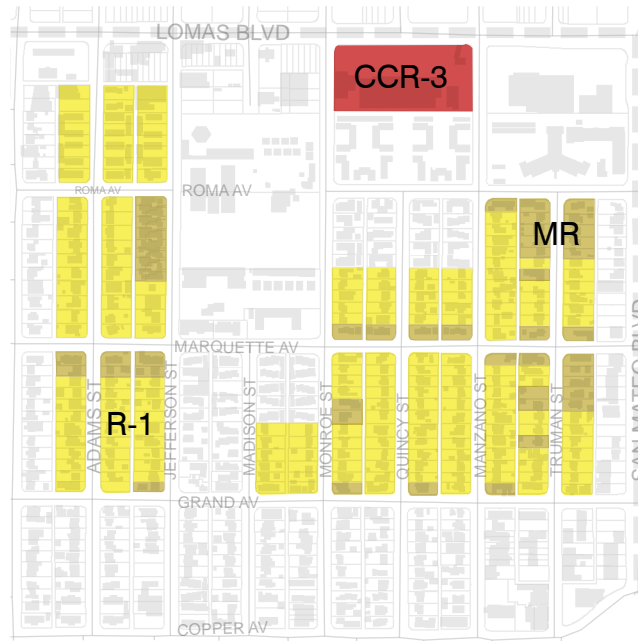 LOMAS BLVD
CCR-3
ROMA AV
ROMA AV
MR
MARQUETTE AV
ADAMS ST
R-1
JEFFERSON ST
MADISON ST
MONROE ST
QUINCY ST
MANZANO ST
TRUMAN ST
SAN MATEO BLVD
GRAND AV
COPPER AV